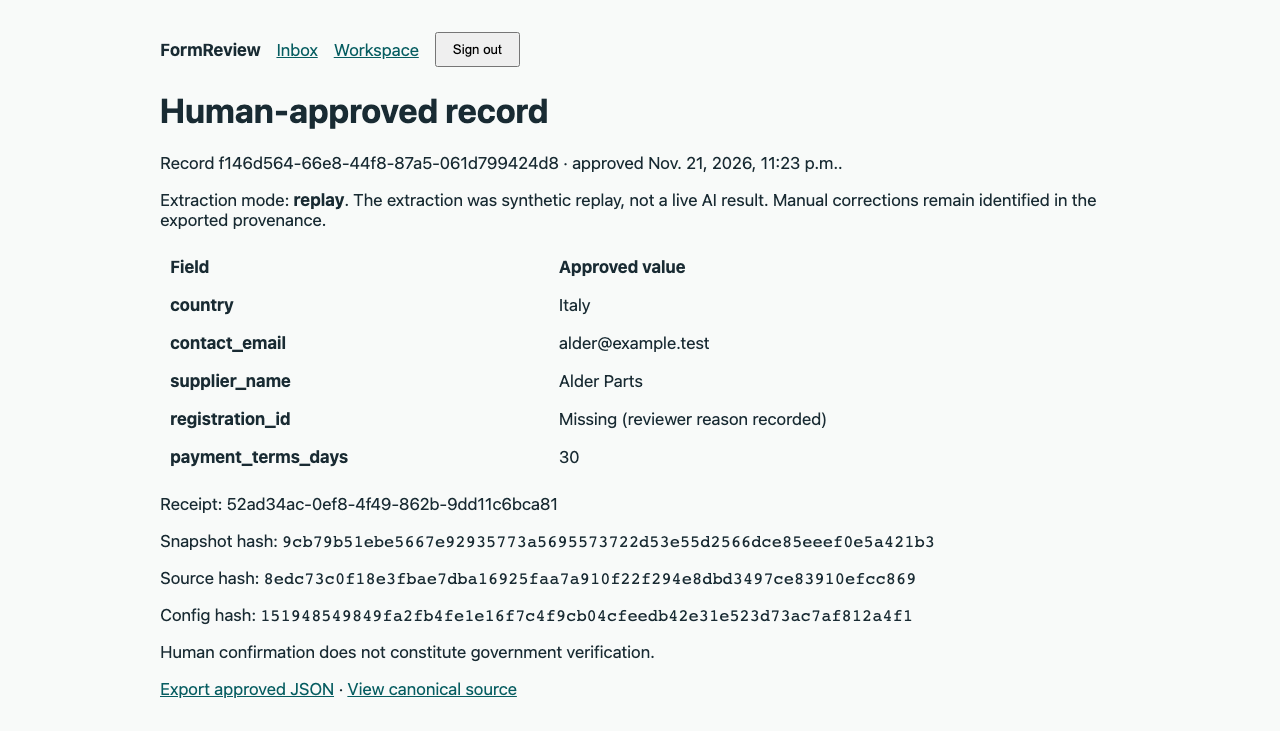 FormReview Inbox Workspace Sign out
Human-approved record
Record f146d564-66e8-44f8-87a5-061d799424d8 · approved Nov. 21, 2026, 11:23 p.m..
Extraction mode: replay. The extraction was synthetic replay, not a live AI result. Manual corrections remain identified in the
exported provenance.
Field Approved value
country Italy
contact_email alder@example.test
supplier_name Alder Parts
registration_id Missing (reviewer reason recorded)
payment_terms_days 30
Receipt: 52ad34ac-0ef8-4f49-862b-9dd11c6bca81
Snapshot hash: 9cb79b51ebe5667e92935773a5695573722d53e55d2566dce85eeef0e5a421b3
Source hash: 8edc73c0f18e3fbae7dba16925faa7a910f22f294e8dbd3497ce83910efcc869
Config hash: 151948549849fa2fb4fe1e16f7c4f9cb04cfeedb42e31e523d73ac7af812a4f1
Human confirmation does not constitute government verification.
Export approved JSON · View canonical source